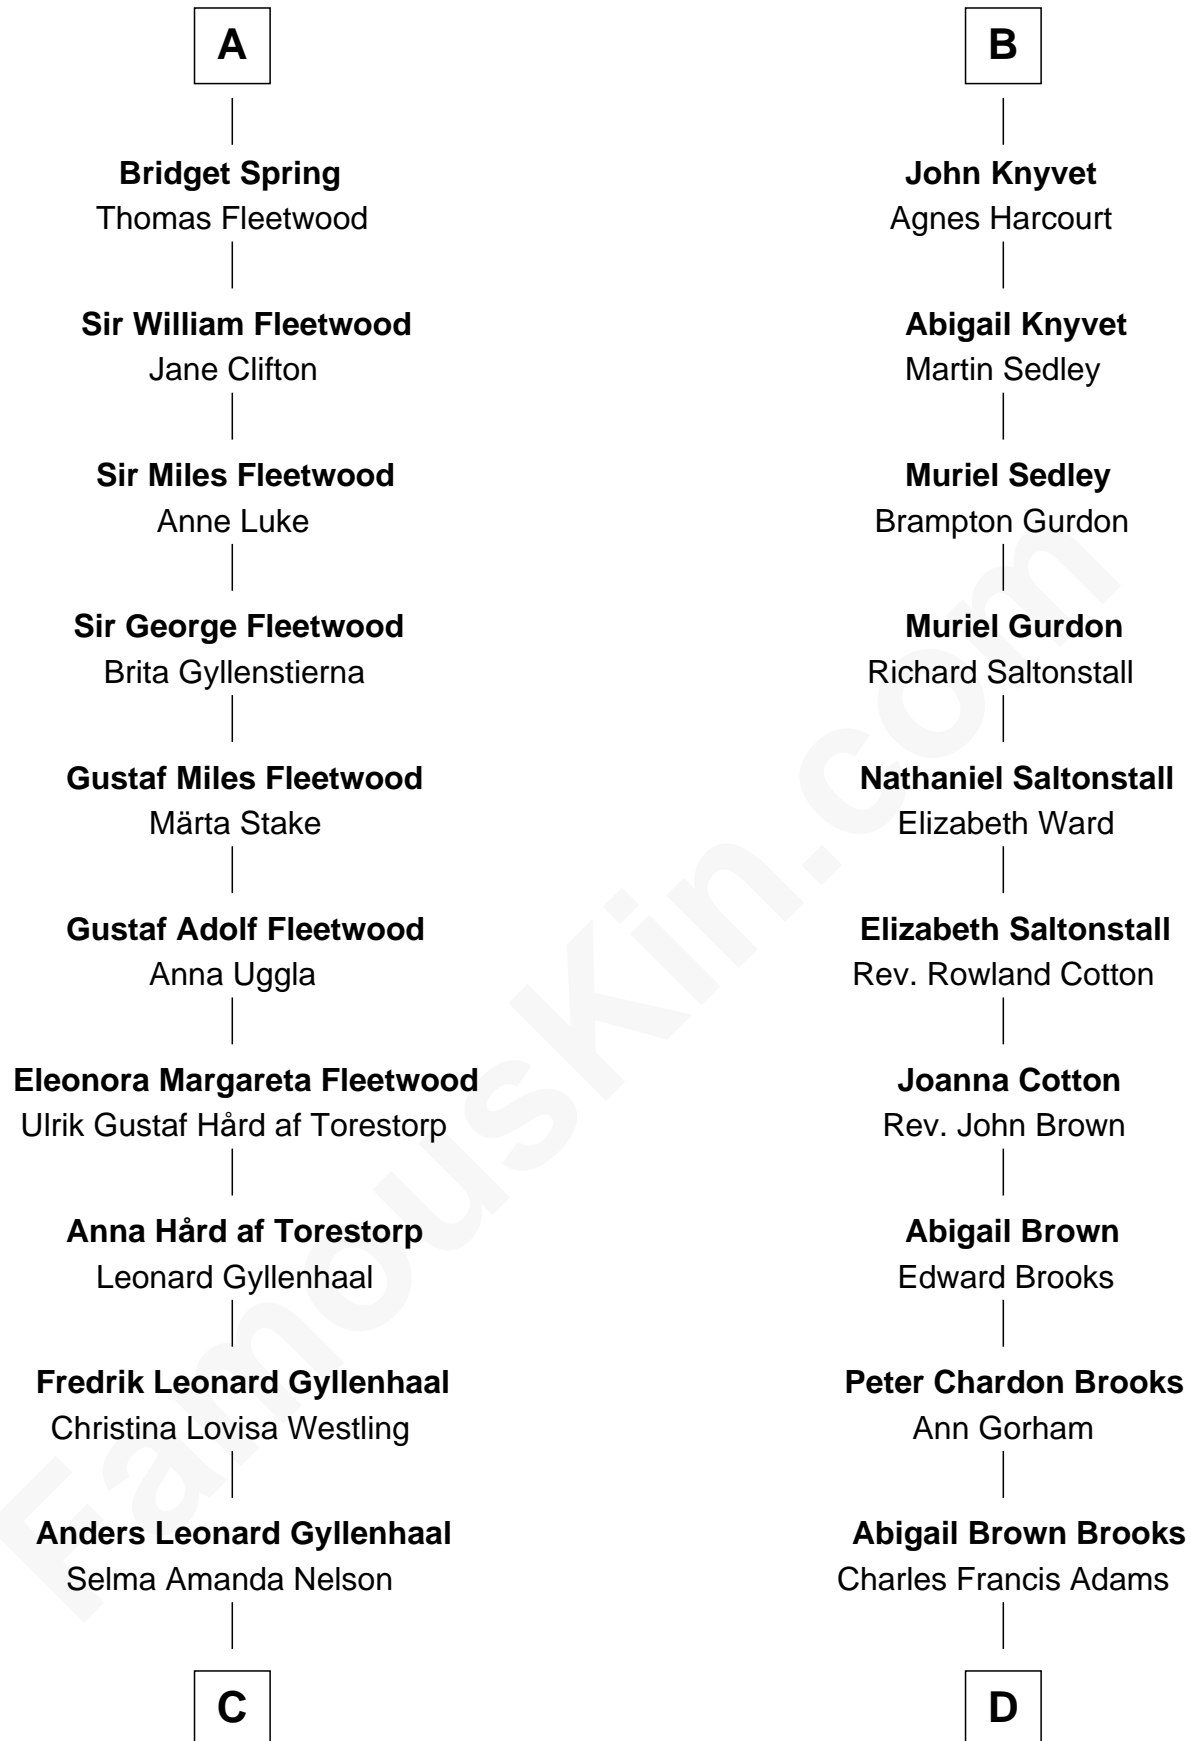 A
Bridget Spring
Thomas Fleetwood
Sir William Fleetwood
Jane Clifton
Sir Miles Fleetwood
Anne Luke
Sir George Fleetwood
Brita Gyllenstierna
Gustaf Miles Fleetwood
Märta Stake
Gustaf Adolf Fleetwood
Anna Uggla
Eleonora Margareta Fleetwood
Ulrik Gustaf Hård af Torestorp
Anna Hård af Torestorp
Leonard Gyllenhaal
Fredrik Leonard Gyllenhaal
Christina Lovisa Westling
Anders Leonard Gyllenhaal
Selma Amanda Nelson
C
B
John Knyvet
Agnes Harcourt
Abigail Knyvet
Martin Sedley
Muriel Sedley
Brampton Gurdon
Muriel Gurdon
Richard Saltonstall
Nathaniel Saltonstall
Elizabeth Ward
Elizabeth Saltonstall
Rev. Rowland Cotton
Joanna Cotton
Rev. John Brown
Abigail Brown
Edward Brooks
Peter Chardon Brooks
Ann Gorham
Abigail Brown Brooks
Charles Francis Adams
D
FamousKin.com